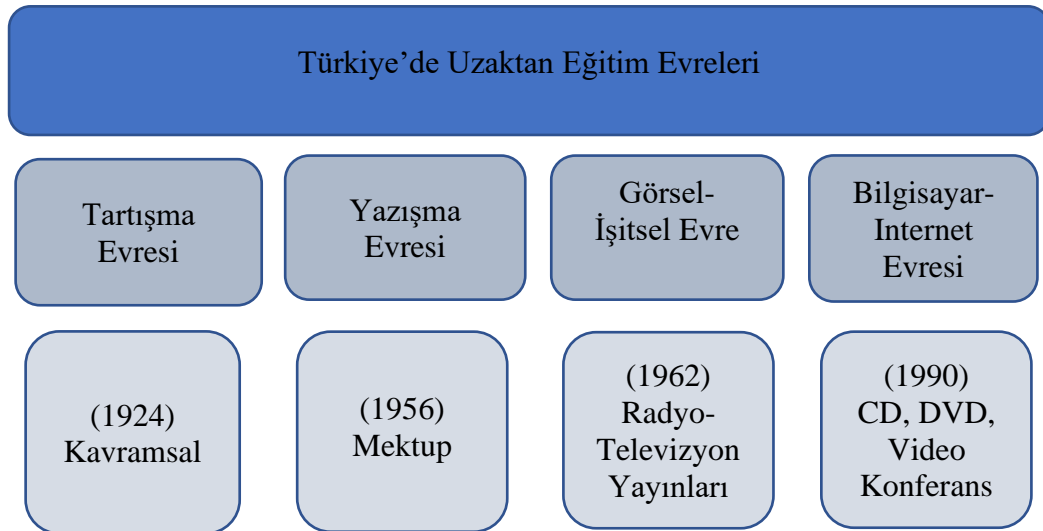 Türkiye’de Uzaktan Eğitim Evreleri
Tartışma
Evresi
Yazışma
Evresi
Görsel-
İşitsel Evre
Bilgisayar-
Internet
Evresi
(1924)
Kavramsal
(1956)
Mektup
(1962)
Radyo-
Televizyon
Yayınları
(1990)
CD, DVD,
Video
Konferans